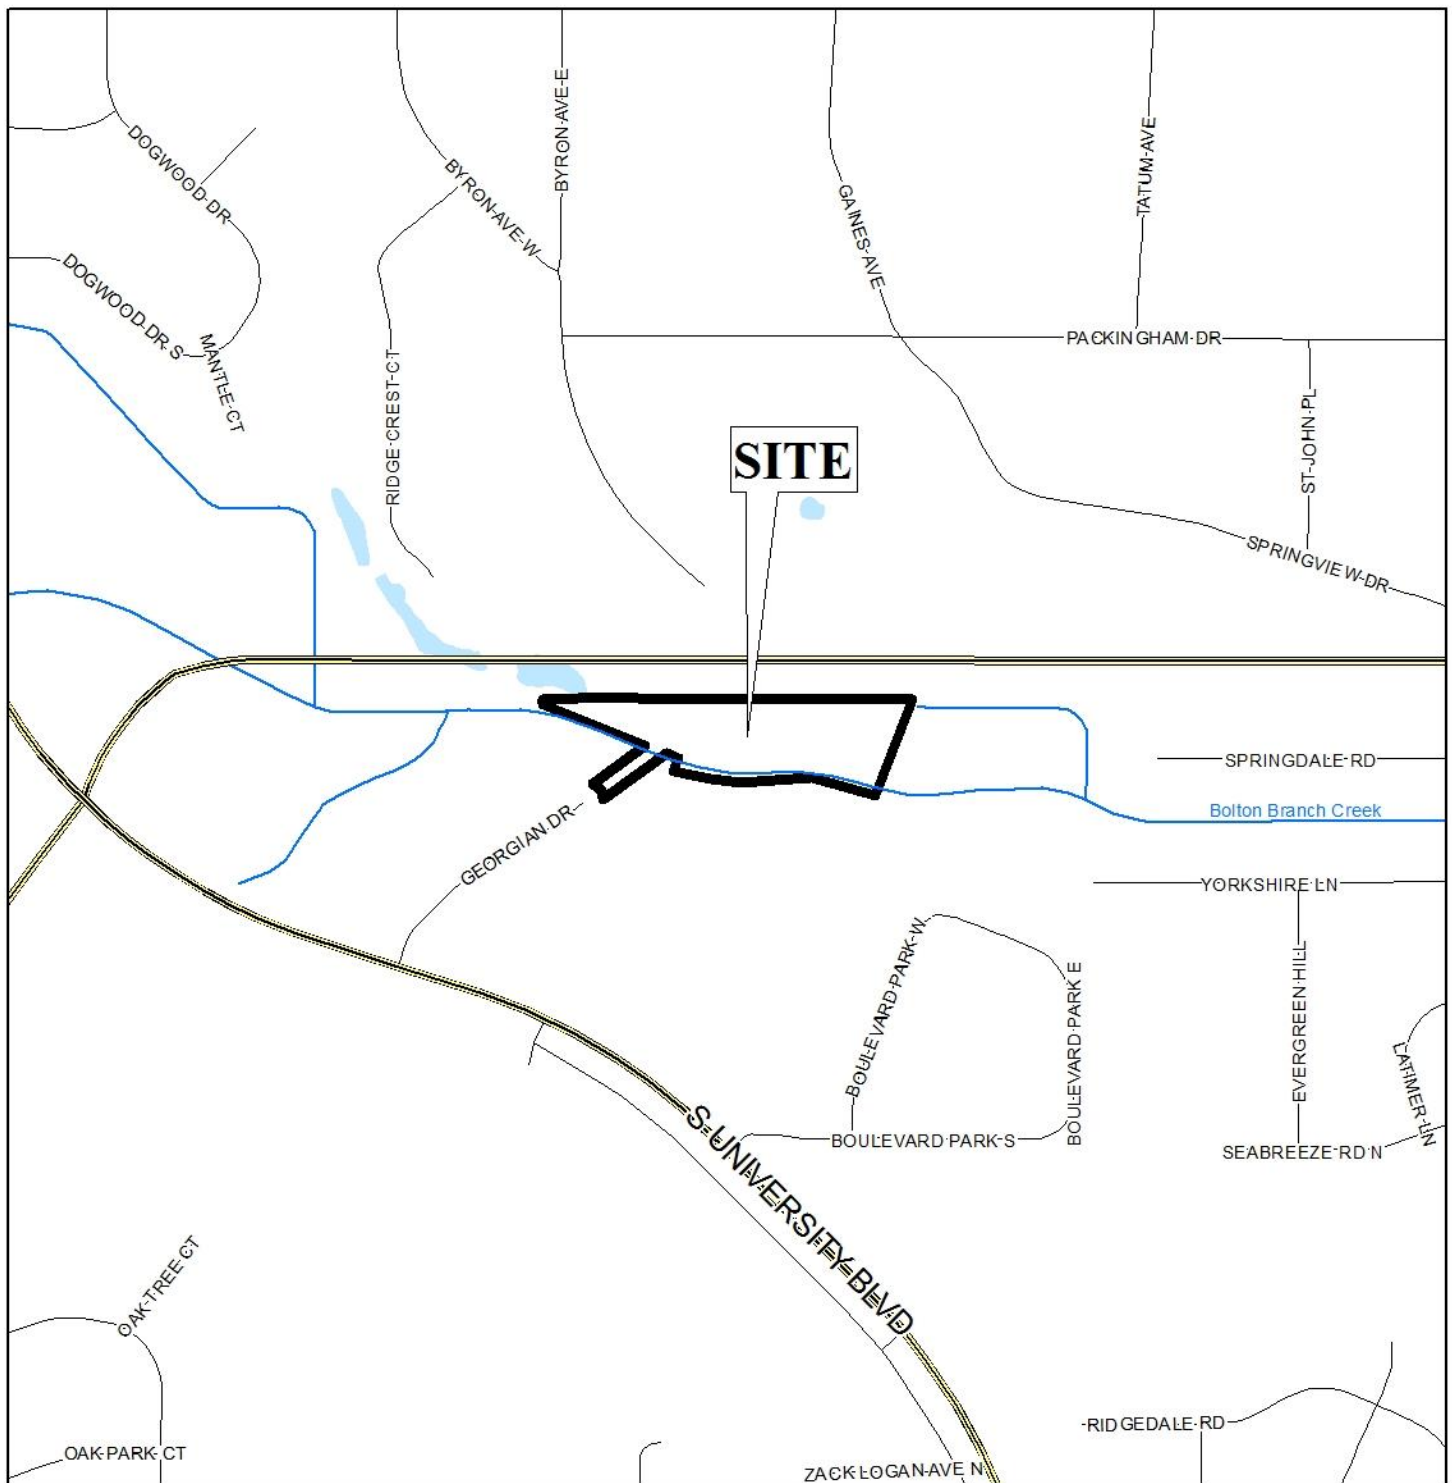 BYRON AVE E
DOGWOOD DR
TATUM AVE
BYRON AVE W
GAINES AVE
DOGWOOD DR S
MANTLE CT
PACKINGHAM DR
RIDGE CREST CT
ST JOHN PL
SITE
SPRINGVIEW DR
SPRINGDALE RD
Bolton Branch Creek
GEORGIAN DR
YORKSHIRE LN
BOULEVARD PARK W
BOULEVARD PARK E
EVERGREEN HILL
LATIMER LN
BOULEVARD PARK S
SEABREEZE RD N
S UNIVERSITY BLVD
OAK TREE CT
RIDGEDALE RD
OAK PARK CT
ZACK LOGAN AVE N